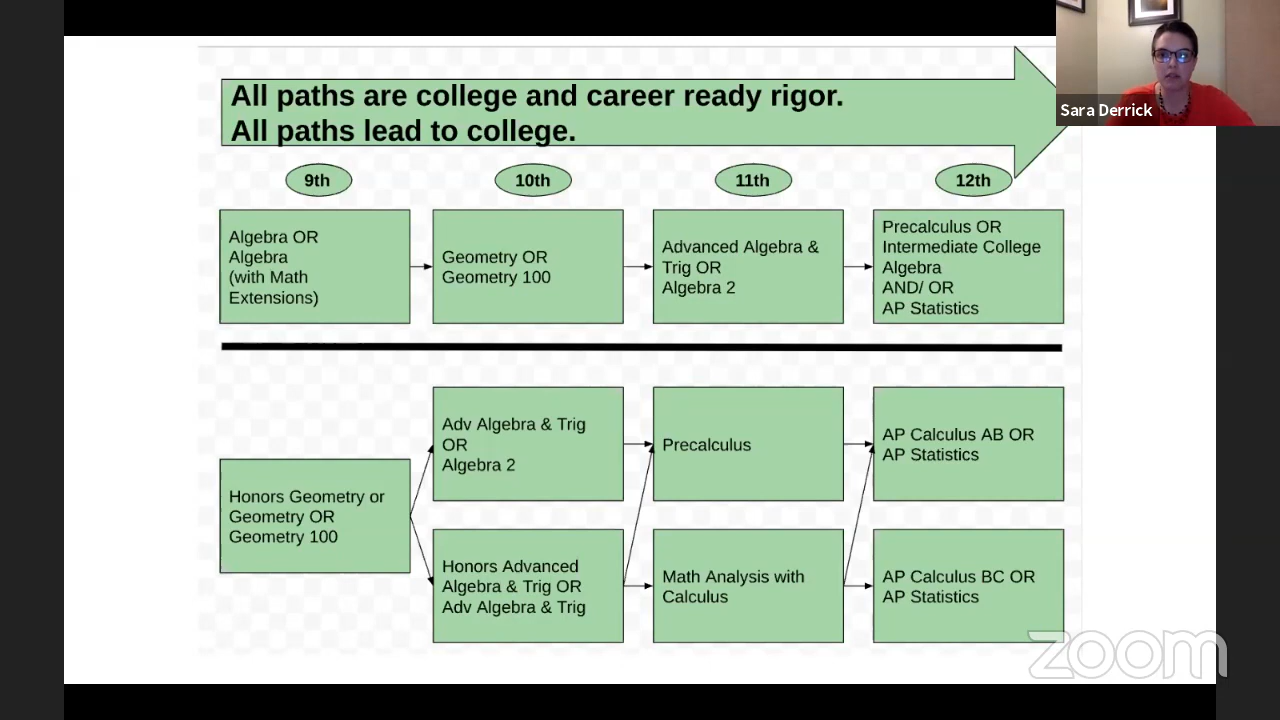 All paths are college and career ready rigor.
All paths lead to college.
Sara Derrick
9th
10th
11th
12th
Algebra OR
Algebra
(with Math
Extensions)
Geometry OR
Geometry 100
Advanced Algebra &
Trig OR
Algebra 2
Precalculus OR
Intermediate College
Algebra
AND/ OR
AP Statistics
Honors Geometry or
Geometry OR
Geometry 100
Adv Algebra & Trig
OR
Algebra 2
Precalculus
AP Calculus AB OR
AP Statistics
Honors Advanced
Algebra & Trig OR
Adv Algebra & Trig
Math Analysis with
Calculus
AP Calculus BC OR
AP Statistics
zoom